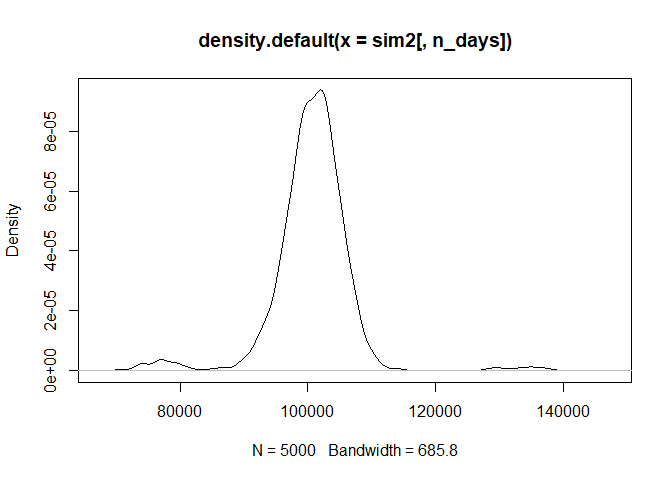 density.default(x = sim2[, n_days])
Density
8e-05
6e-05
4e-05
2e-05
0e+00
80000 100000 120000 140000
N = 5000 Bandwidth = 685.8